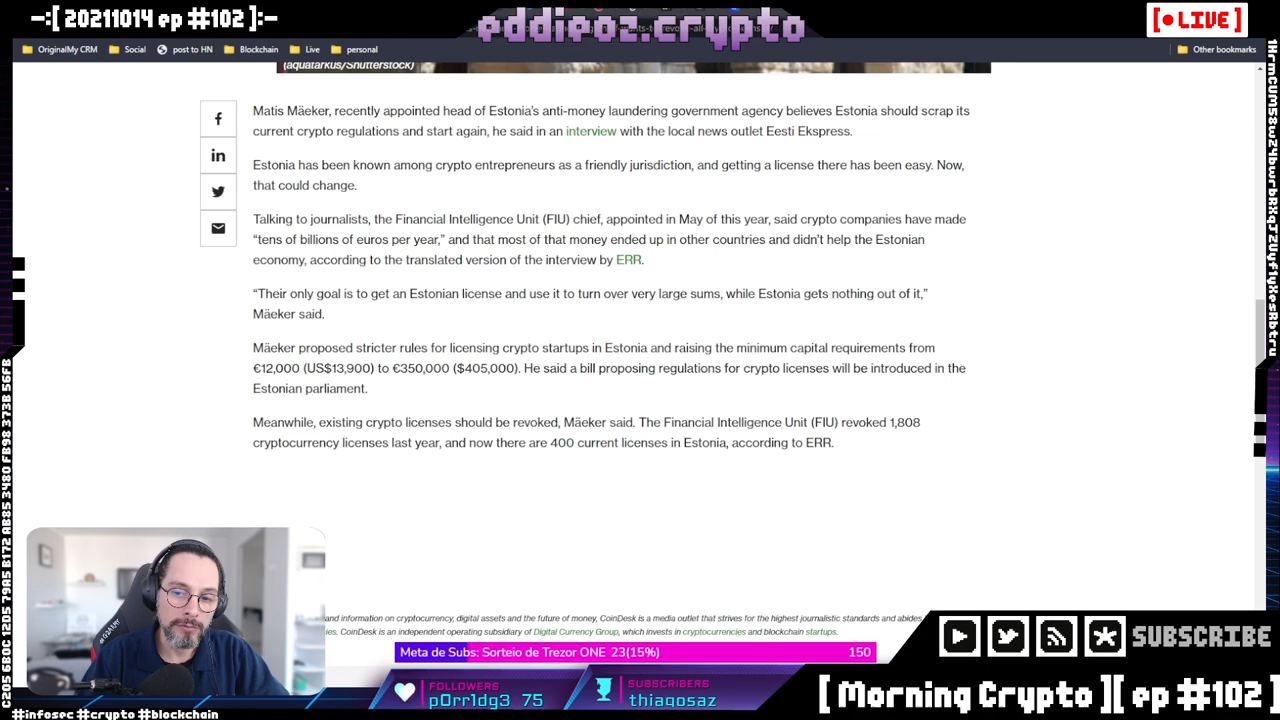 -:[ 20211014 ep #102 ]:-
eddieoz.crypto
[ • LIVE ]
OriginalMy CRM
Social
post to HN
Blockchain
Live
personal
Other bookmarks
(aquatarkus/Shutterstock)
Matis Mäeker, recently appointed head of Estonia's anti-money laundering government agency believes Estonia should scrap its
current crypto regulations and start again, he said in an interview with the local news outlet Eesti Ekspress.
Estonia has been known among crypto entrepreneurs as a friendly jurisdiction, and getting a license there has been easy. Now,
that could change.
Talking to journalists, the Financial Intelligence Unit (FIU) chief, appointed in May of this year, said crypto companies have made
“tens of billions of euros per year,” and that most of that money ended up in other countries and didn't help the Estonian
economy, according to the translated version of the interview by ERR.
“Their only goal is to get an Estonian license and use it to turn over very large sums, while Estonia gets nothing out of it,”
Mäeker said.
Mäeker proposed stricter rules for licensing crypto startups in Estonia and raising the minimum capital requirements from
€12,000 (US$13,900) to €350,000 ($405,000). He said a bill proposing regulations for crypto licenses will be introduced in the
Estonian parliament.
Meanwhile, existing crypto licenses should be revoked, Mäeker said. The Financial Intelligence Unit (FIU) revoked 1,808
cryptocurrency licenses last year, and now there are 400 current licenses in Estonia, according to ERR.
and information on cryptocurrency, digital assets and the future of money, CoinDesk is a media outlet that strives for the highest journalistic standards and abides
CoinDesk is an independent operating subsidiary of Digital Currency Group, which invests in cryptocurrencies and blockchain startups.
Meta de Subs: Sorteio de Trezor ONE 23(15%) 150
FOLLOWERS
p0rr1dg3 75
SUBSCRIBERS
thiagosaz
SUBSCRIBE
[ Morning Crypto ][ ep #102 ]
#infosec #crypto #blockchain